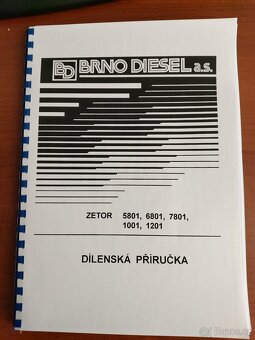 BD BRNO DIESEL a.s.
ZETOR 5801, 6801, 7801,
1001, 1201
DÍLENSKÁ PŘÍRUČKA